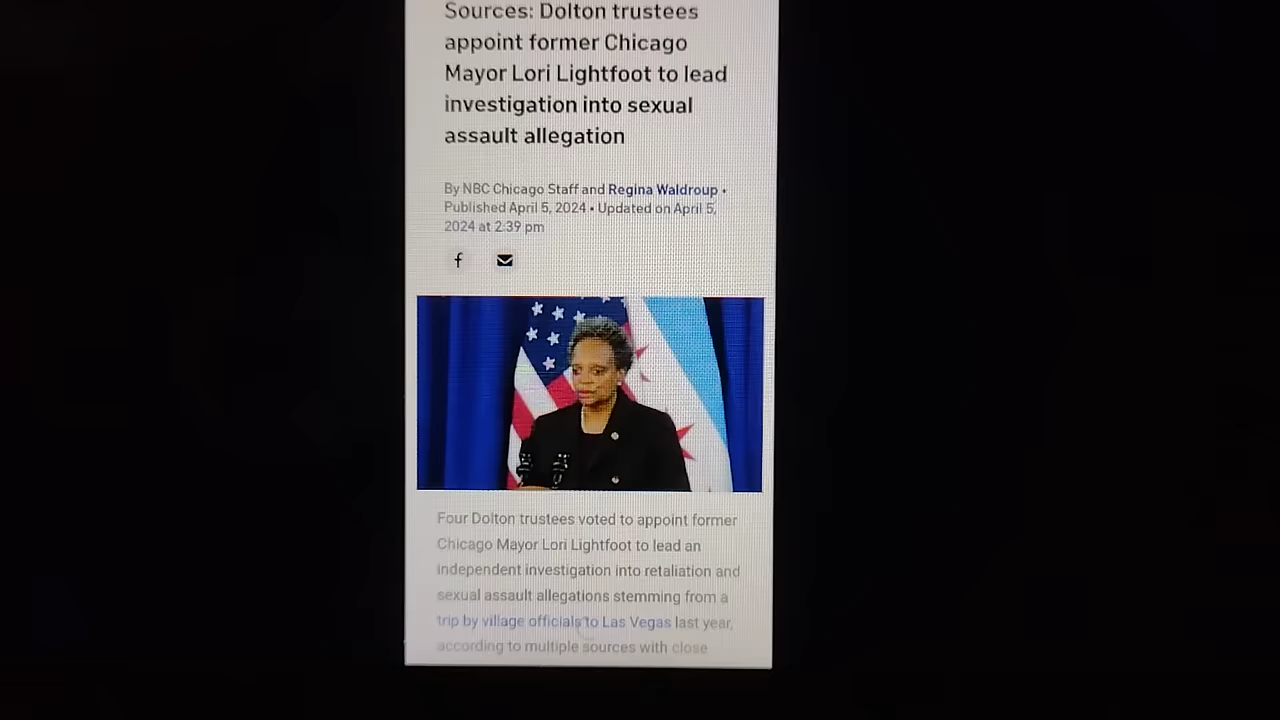 Sources: Dolton trustees
appoint former Chicago
Mayor Lori Lightfoot to lead
investigation into sexual
assault allegation
By NBC Chicago Staff and Regina Waldroup •
Published April 5, 2024 • Updated on April 5,
2024 at 2:39 pm
f
Four Dolton trustees voted to appoint former
Chicago Mayor Lori Lightfoot to lead an
independent investigation into retaliation and
sexual assault allegations stemming from a
trip by village officials to Las Vegas last year,
according to multiple sources with close